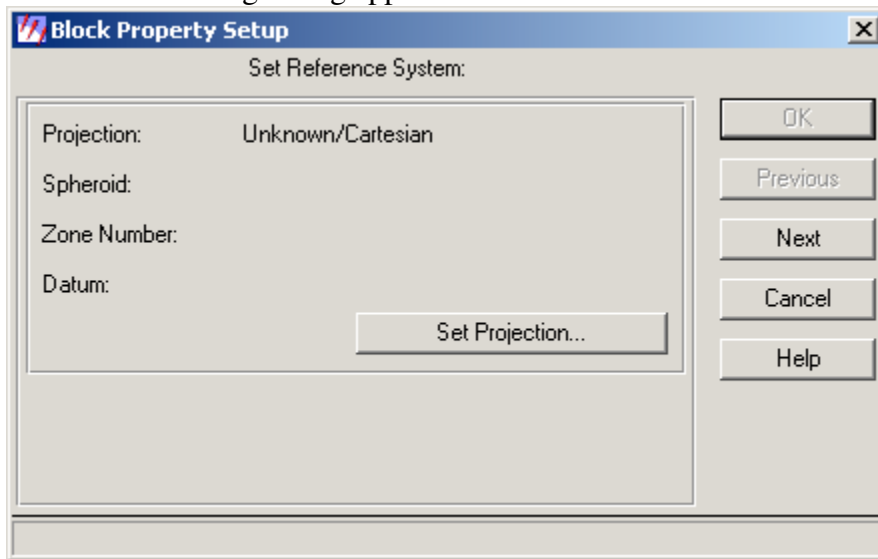 Block Property Setup
Set Reference System:
Projection: Unknown/Cartesian
Spheroid:
Zone Number:
Datum:
Set Projection...
OK
Previous
Next
Cancel
Help